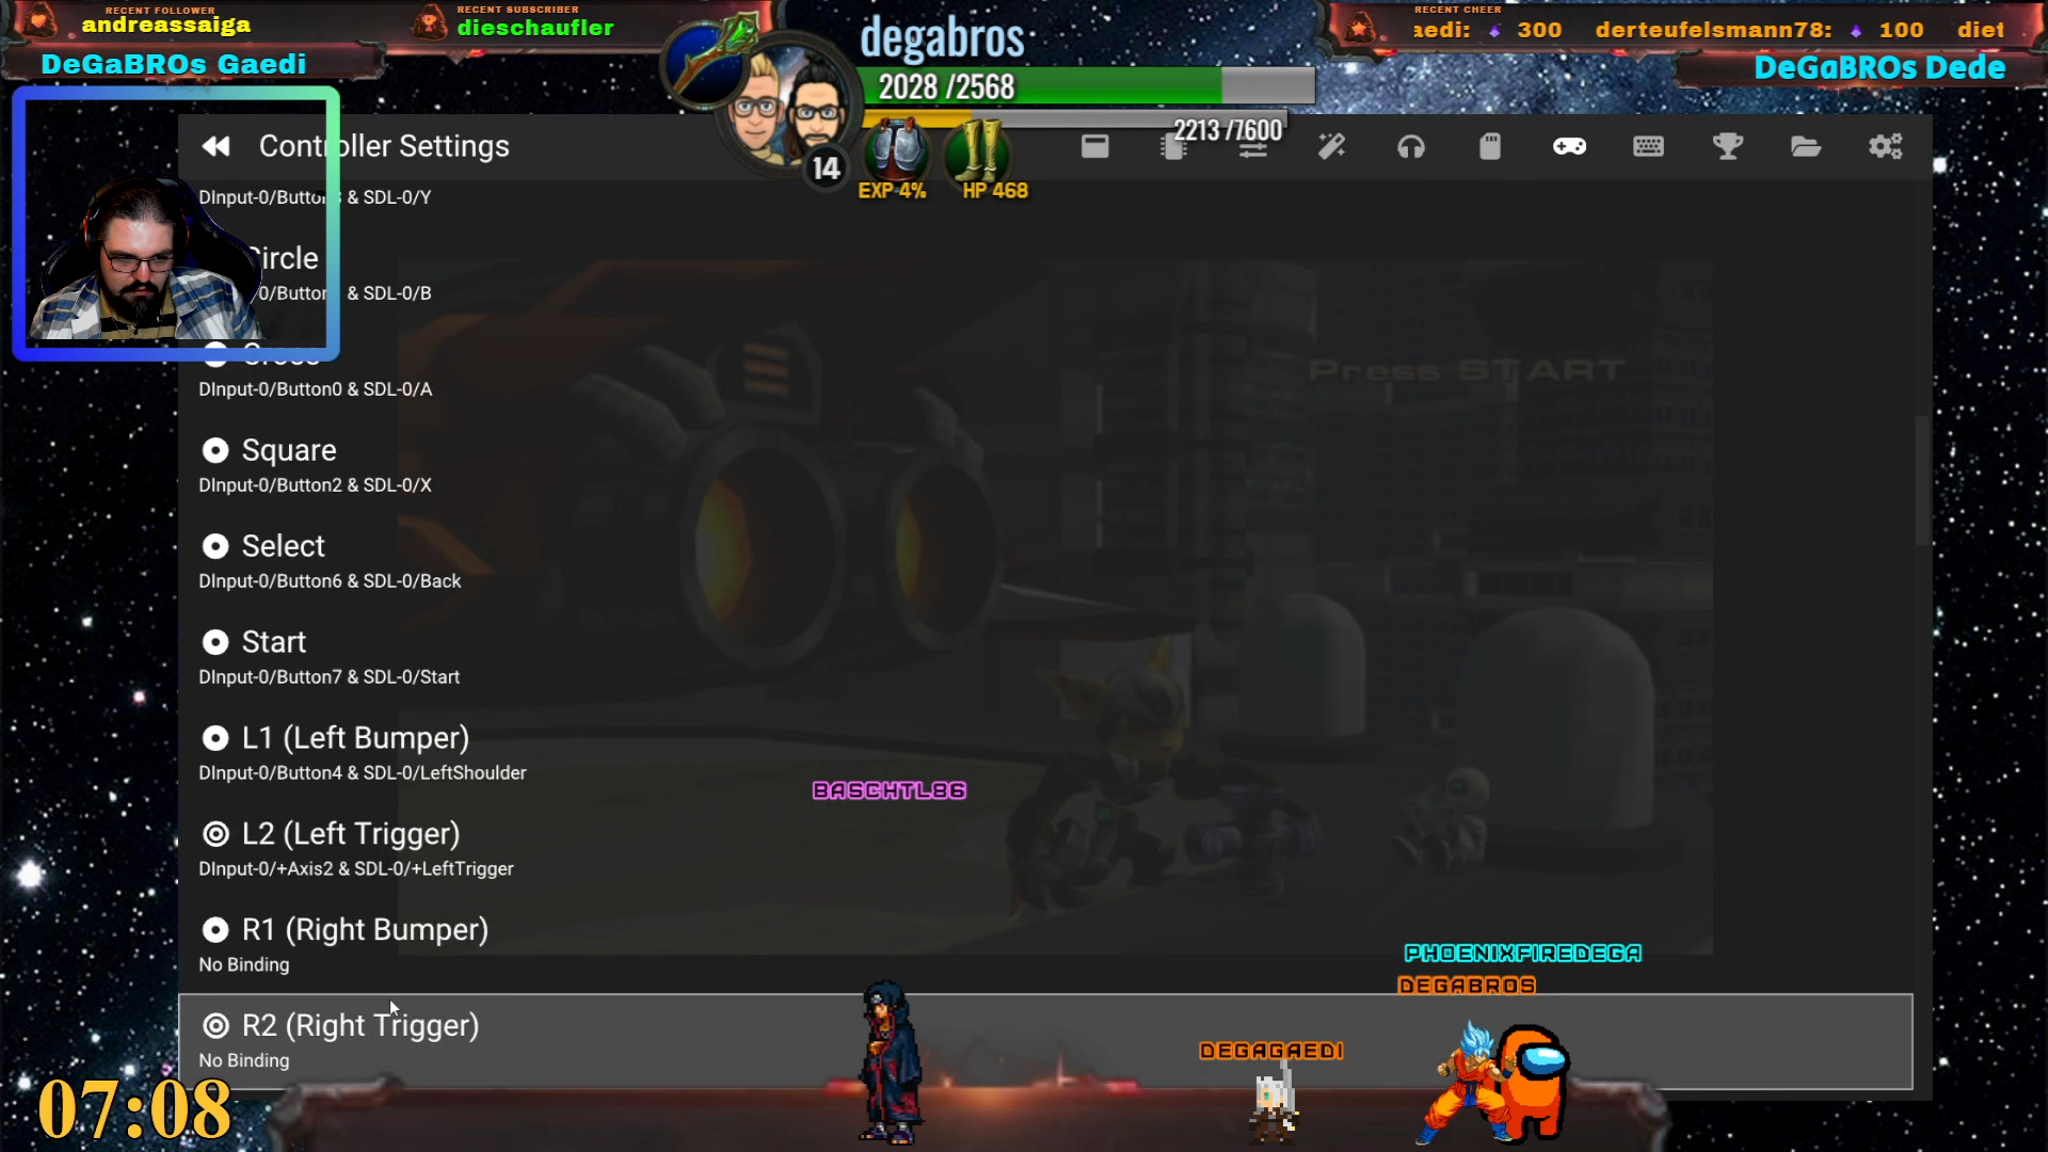 RECENT FOLLOWER
andreassaiga
RECENT SUBSCRIBER
dieschaufler
degabros
RECENT CHEER
aedi: 300 derteufelsmann78: 100 diet
DeGaBROs Gaedi
DeGaBROs Dede
2028 /2568
2213 /7600
14
EXP 4%
HP 468
Controller Settings
& SDL-0/Y
Circle
& SDL-0/B
Cross
DInput-0/Button0 & SDL-0/A
Square
DInput-0/Button2 & SDL-0/X
Select
DInput-0/Button6 & SDL-0/Back
Start
DInput-0/Button7 & SDL-0/Start
L1 (Left Bumper)
DInput-0/Button4 & SDL-0/LeftShoulder
L2 (Left Trigger)
DInput-0/+Axis2 & SDL-0/+LeftTrigger
R1 (Right Bumper)
No Binding
R2 (Right Trigger)
No Binding
Press START
BASCHTL86
PHOENIXFIREDEGA
DEGABROS
DEGAGAEDI
07:08